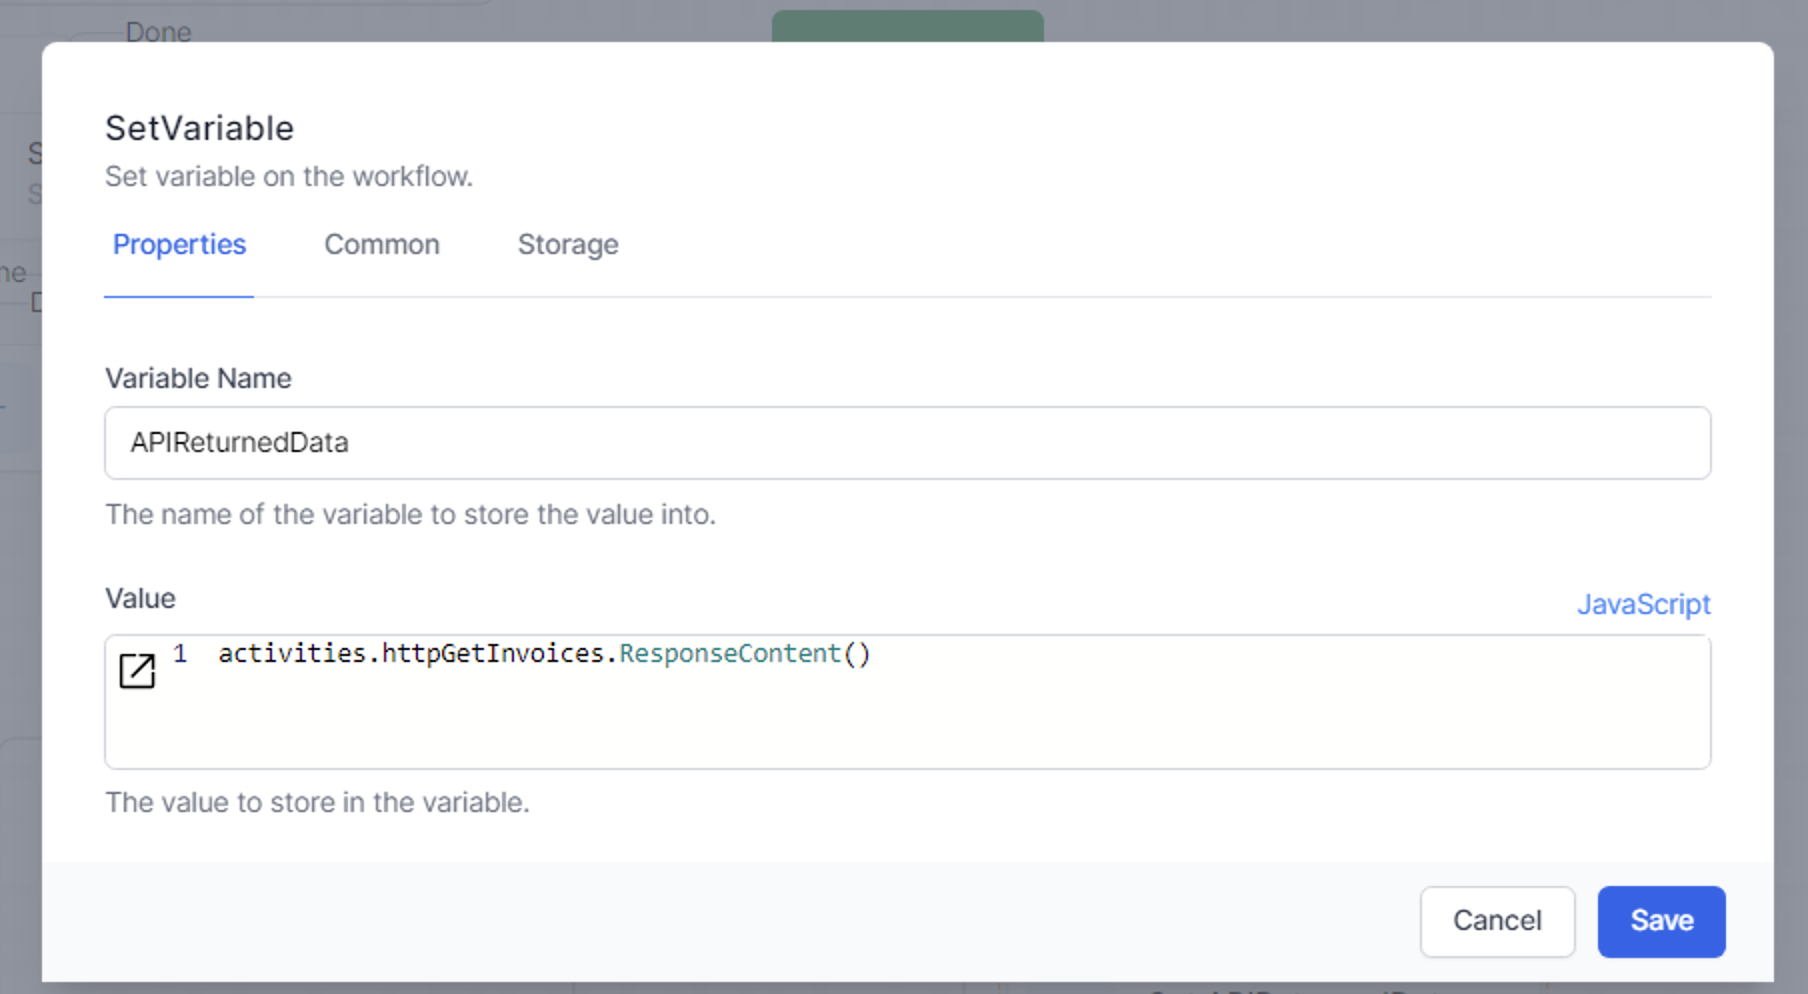 Done
SetVariable
Set variable on the workflow.
Properties Common Storage
Variable Name
APIReturnedData
The name of the variable to store the value into.
Value
JavaScript
1 activities.httpGetInvoices.ResponseContent()
The value to store in the variable.
Cancel Save